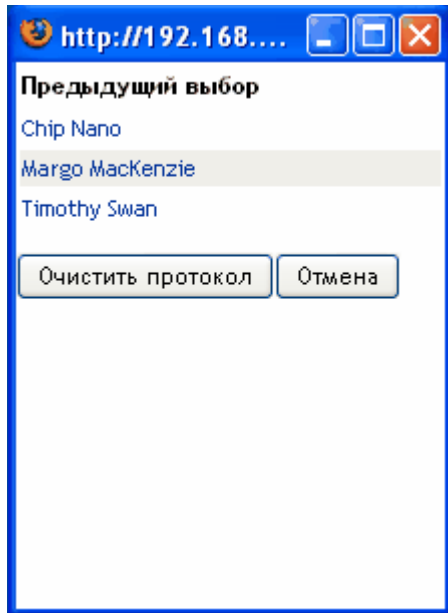 http://192.168....
Предыдущий выбор
Chip Nano
Margo MacKenzie
Timothy Swan
Очистить протокол Отмена